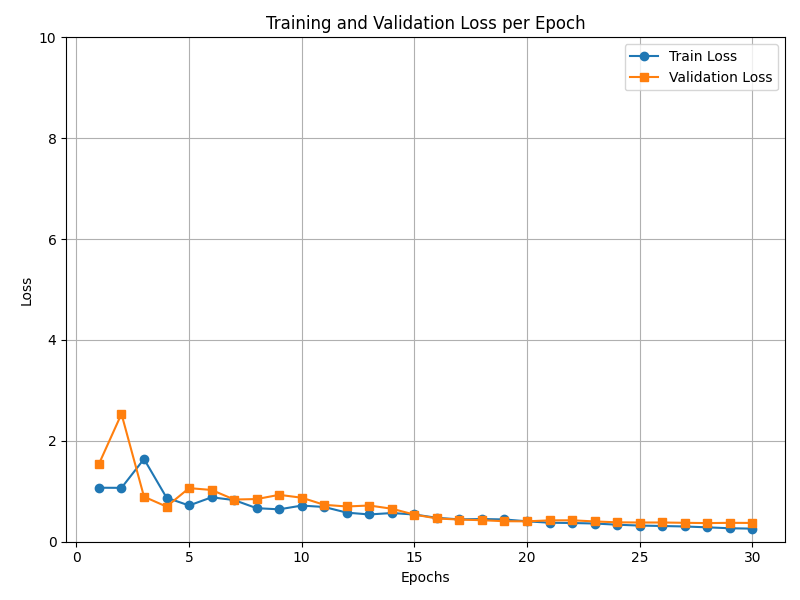 Training and Validation Loss per Epoch
10
8
6
4
2
0
Loss
Train Loss
Validation Loss
0 5 10 15 20 25 30
Epochs